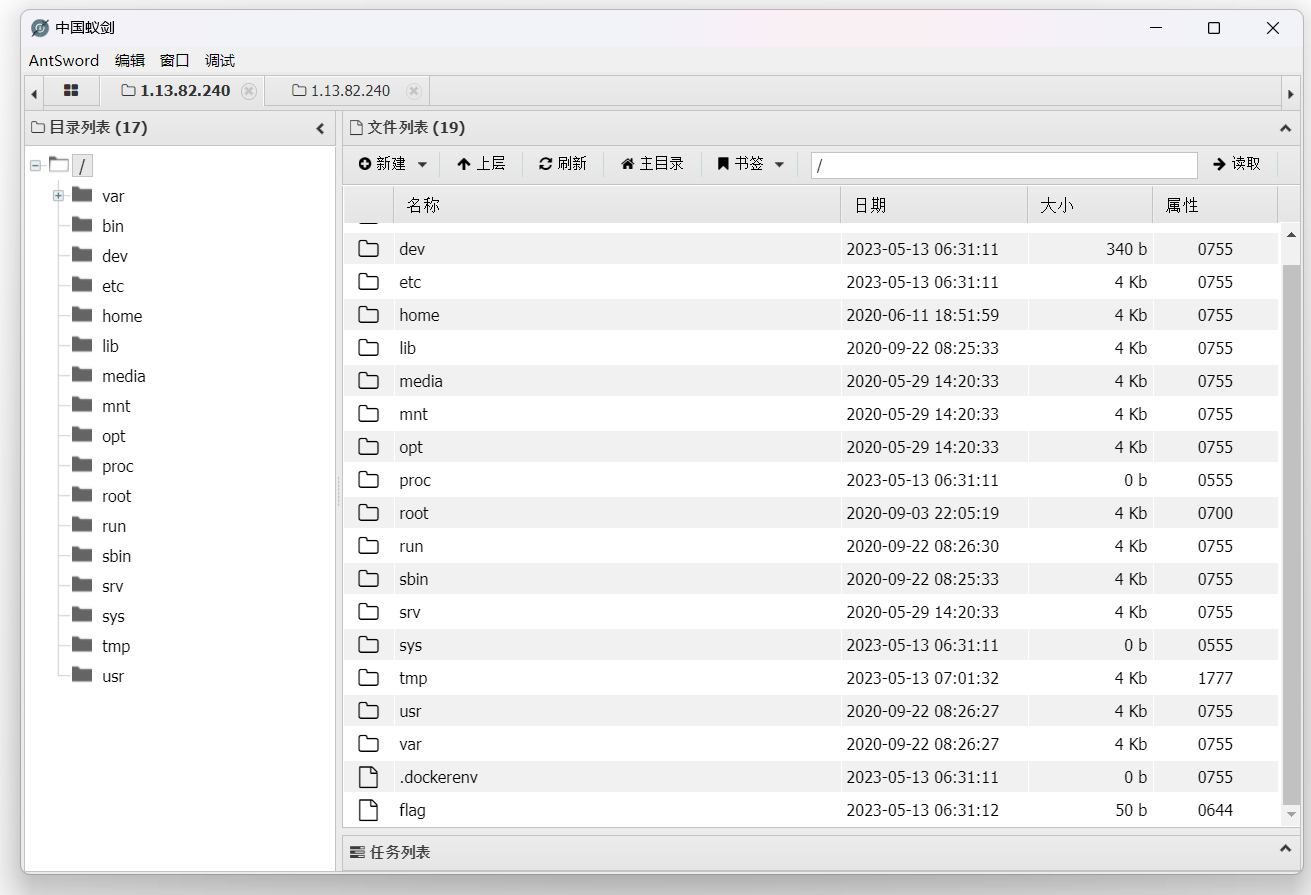 中国蚁剑
AntSword 编辑 窗口 调试
1.13.82.240 1.13.82.240
目录列表 (17)
/
var
bin
dev
etc
home
lib
media
mnt
opt
proc
root
run
sbin
srv
sys
tmp
usr
文件列表 (19)
新建 上层 刷新 主目录 书签 / 读取
名称 日期 大小 属性
dev 2023-05-13 06:31:11 340 b 0755
etc 2023-05-13 06:31:11 4 Kb 0755
home 2020-06-11 18:51:59 4 Kb 0755
lib 2020-09-22 08:25:33 4 Kb 0755
media 2020-05-29 14:20:33 4 Kb 0755
mnt 2020-05-29 14:20:33 4 Kb 0755
opt 2020-05-29 14:20:33 4 Kb 0755
proc 2023-05-13 06:31:11 0 b 0555
root 2020-09-03 22:05:19 4 Kb 0700
run 2020-09-22 08:26:30 4 Kb 0755
sbin 2020-09-22 08:25:33 4 Kb 0755
srv 2020-05-29 14:20:33 4 Kb 0755
sys 2023-05-13 06:31:11 0 b 0555
tmp 2023-05-13 07:01:32 4 Kb 1777
usr 2020-09-22 08:26:27 4 Kb 0755
var 2020-09-22 08:26:27 4 Kb 0755
.dockerenv 2023-05-13 06:31:11 0 b 0755
flag 2023-05-13 06:31:12 50 b 0644
任务列表